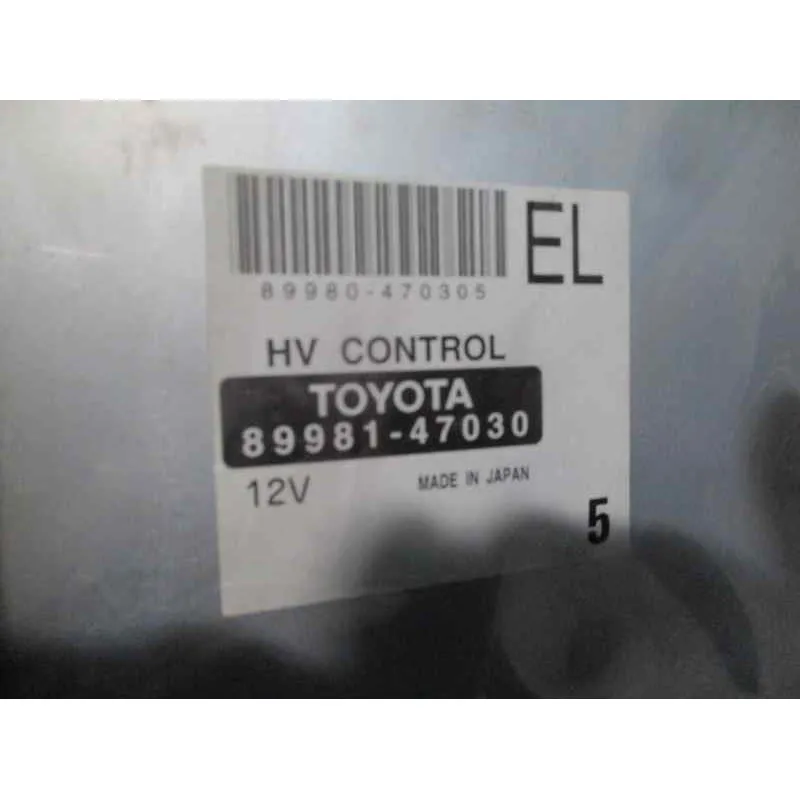 EL
89980-470305
HV CONTROL
TOYOTA
89981-47030
12V MADE IN JAPAN
5